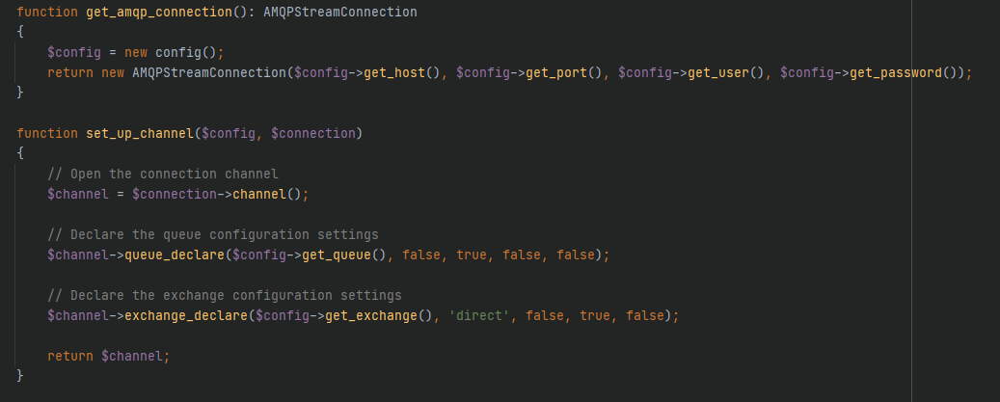 function get_amqp_connection(): AMQPStreamConnection
{
    $config = new config();
    return new AMQPStreamConnection($config->get_host(), $config->get_port(), $config->get_user(), $config->get_password());
}

function set_up_channel($config, $connection)
{
    // Open the connection channel
    $channel = $connection->channel();

    // Declare the queue configuration settings
    $channel->queue_declare($config->get_queue(), false, true, false, false);

    // Declare the exchange configuration settings
    $channel->exchange_declare($config->get_exchange(), 'direct', false, true, false);

    return $channel;
}